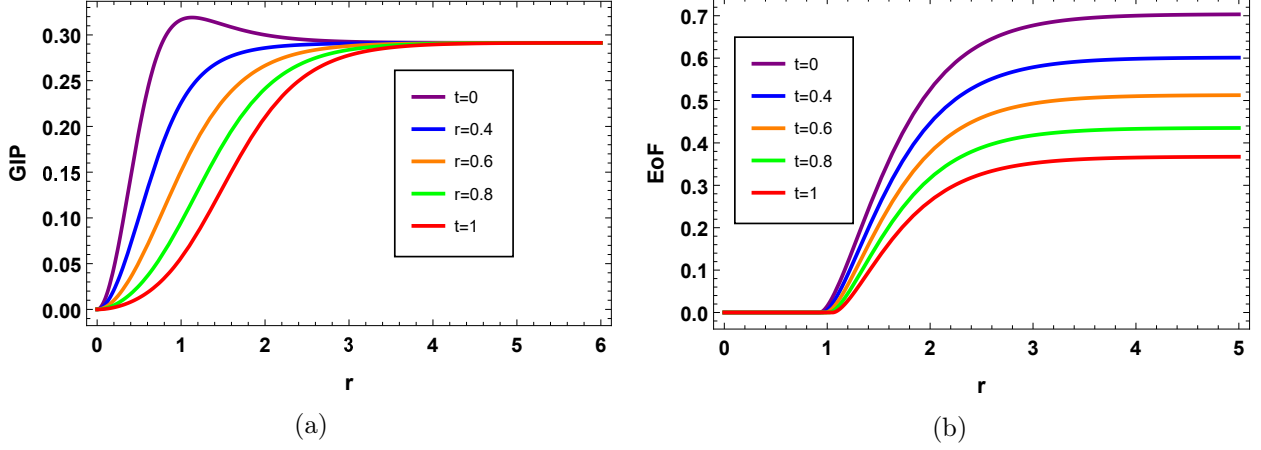 GIP
0.30
0.25
0.20
0.15
0.10
0.05
0.00
0 1 2 3 4 5 6
r
t=0
r=0.4
r=0.6
r=0.8
t=1
(a)
EoF
0.7
0.6
0.5
0.4
0.3
0.2
0.1
0.0
0 1 2 3 4 5
r
t=0
t=0.4
t=0.6
t=0.8
t=1
(b)